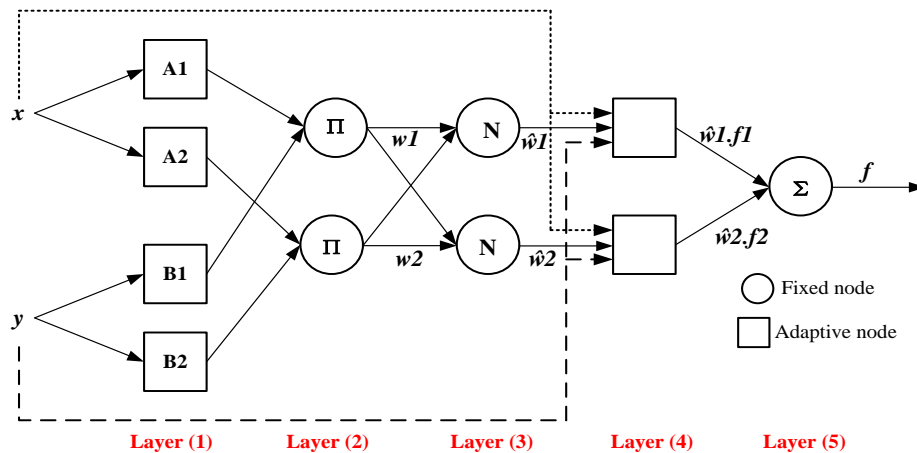 x
A1
A2
y
B1
B2
Π
Π
w1
w2
N
N
ŵ1
ŵ2
ŵ1.f1
ŵ2.f2
Σ
f
Fixed node
Adaptive node
Layer (1)
Layer (2)
Layer (3)
Layer (4)
Layer (5)